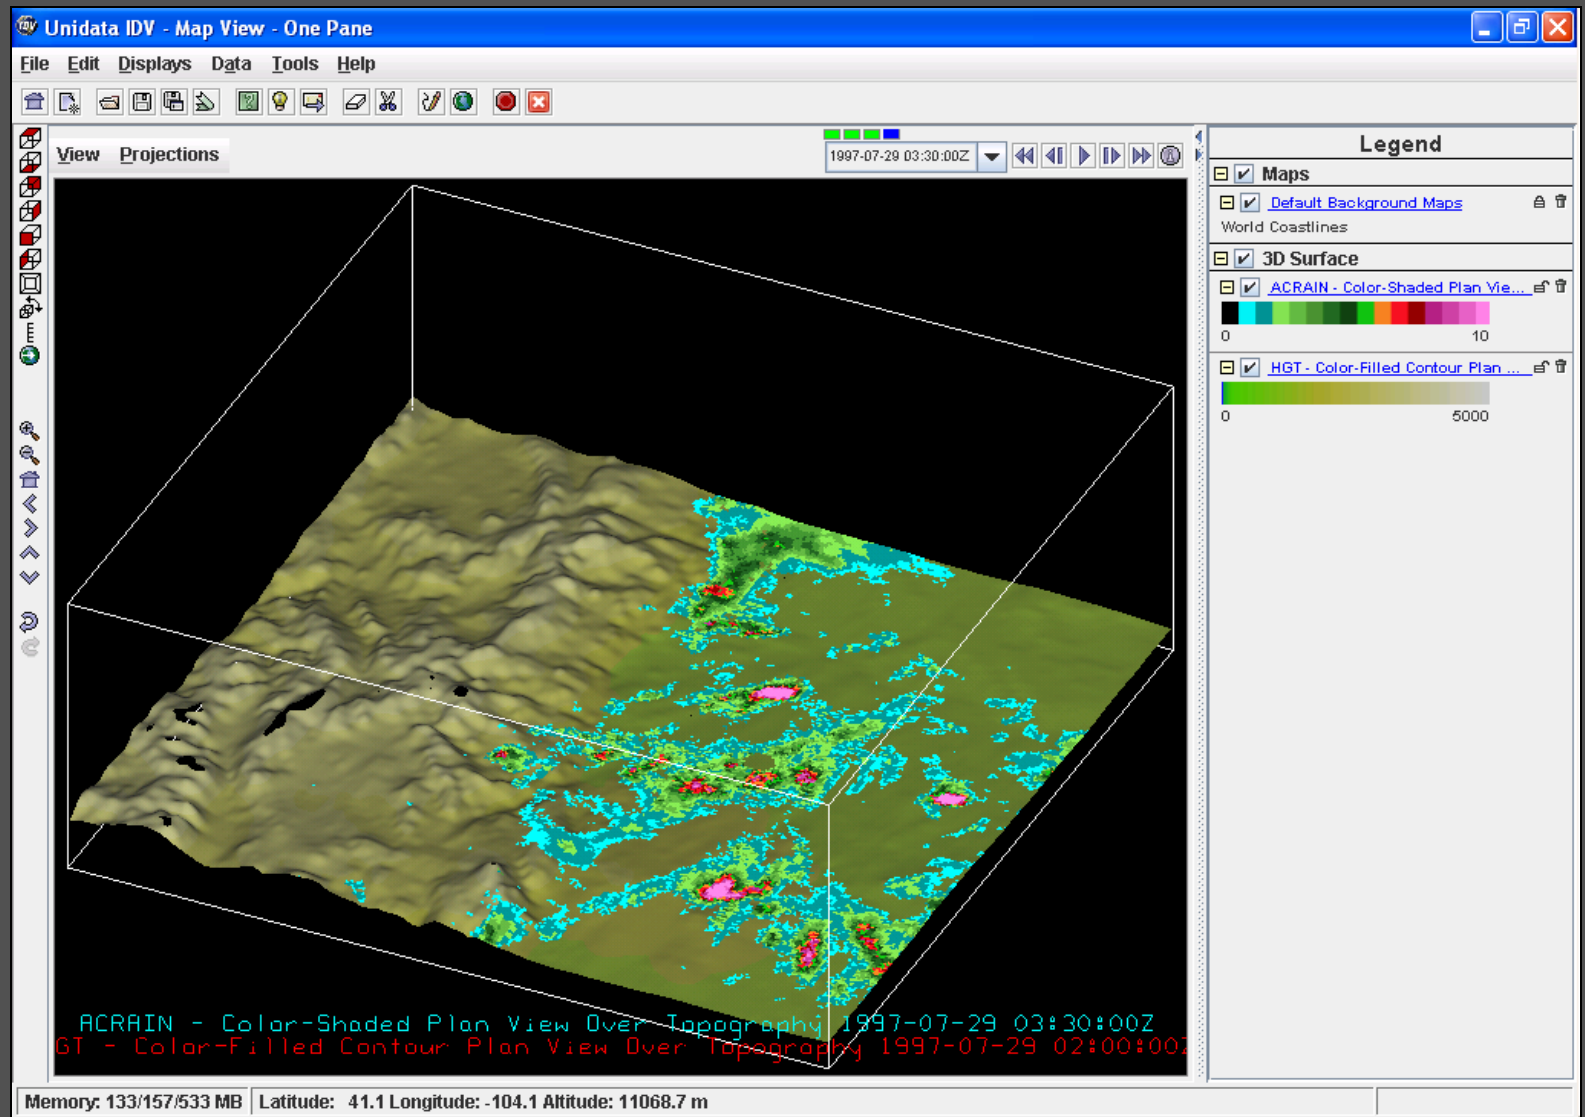 Unidata IDV - Map View - One Pane
File Edit Displays Data Tools Help
View Projections
1997-07-29 03:30:00Z
Legend
Maps
Default Background Maps
World Coastlines
3D Surface
ACRAIN - Color-Shaded Plan Vie...
0 10
HGT - Color-Filled Contour Plan ...
0 5000
ACRAIN - Color-Shaded Plan View Over Topography 1997-07-29 03:30:00Z
GT - Color-Filled Contour Plan View Over Topography 1997-07-29 02:00:00Z
Memory: 133/157/533 MB Latitude: 41.1 Longitude: -104.1 Altitude: 11068.7 m